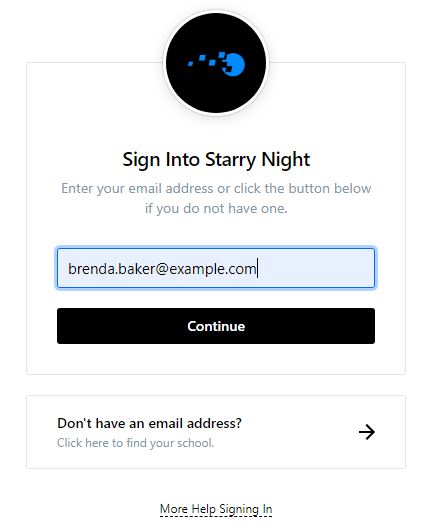 Sign Into Starry Night
Enter your email address or click the button below
if you do not have one.
brenda.baker@example.com
Continue
Don't have an email address?
Click here to find your school.
More Help Signing In